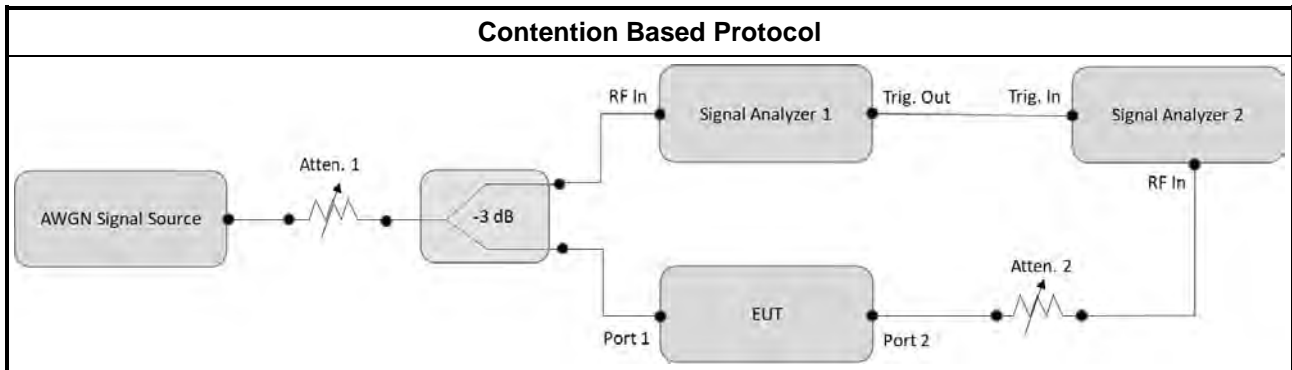 Contention Based Protocol
RF In
Signal Analyzer 1
Trig. Out
Trig. In
Signal Analyzer 2
RF In
Atten. 1
AWGN Signal Source
-3 dB
Atten. 2
EUT
Port 1
Port 2